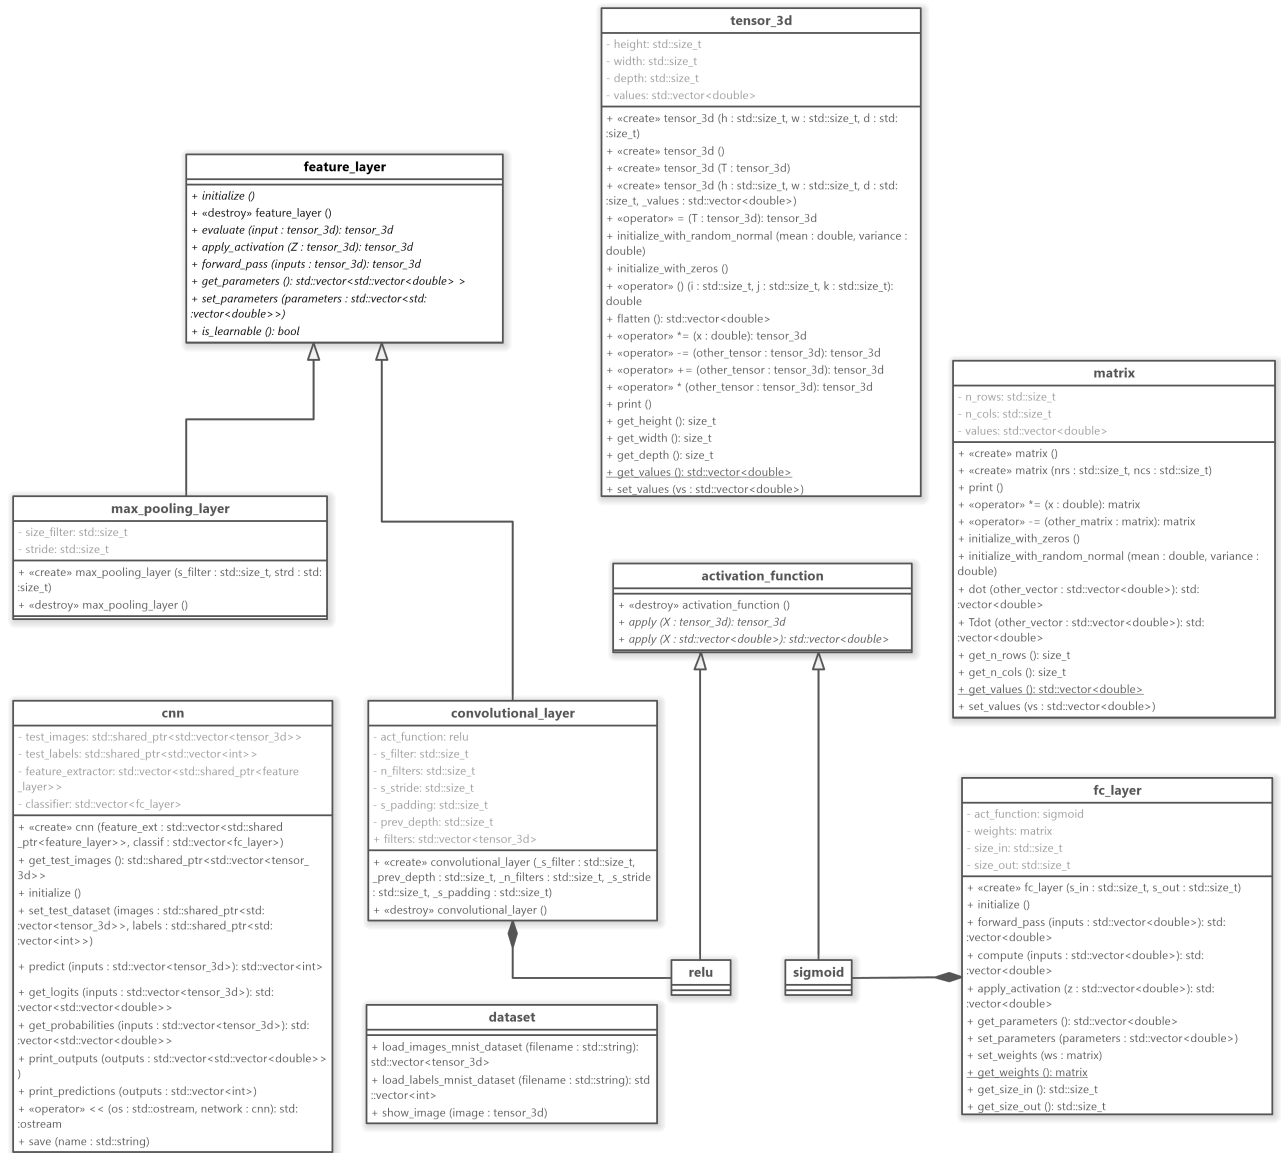 tensor_3d
- height: std::size_t
- width: std::size_t
- depth: std::size_t
- values: std::vector<double>
+ «create» tensor_3d (h : std::size_t, w : std::size_t, d : std:
:size_t)
+ «create» tensor_3d ()
+ «create» tensor_3d (T : tensor_3d)
+ «create» tensor_3d (h : std::size_t, w : std::size_t, d : std:
:size_t, _values : std::vector<double>)
+ «operator» = (T : tensor_3d): tensor_3d
+ initialize_with_random_normal (mean : double, variance :
double)
+ initialize_with_zeros ()
+ «operator» () (i : std::size_t, j : std::size_t, k : std::size_t):
double
+ flatten (): std::vector<double>
+ «operator» *= (x : double): tensor_3d
+ «operator» -= (other_tensor : tensor_3d): tensor_3d
+ «operator» += (other_tensor : tensor_3d): tensor_3d
+ «operator» * (other_tensor : tensor_3d): tensor_3d
+ print ()
+ get_height (): size_t
+ get_width (): size_t
+ get_depth (): size_t
+ get_values (): std::vector<double>
+ set_values (vs : std::vector<double>)
feature_layer
+ initialize ()
+ «destroy» feature_layer ()
+ evaluate (input : tensor_3d): tensor_3d
+ apply_activation (Z : tensor_3d): tensor_3d
+ forward_pass (inputs : tensor_3d): tensor_3d
+ get_parameters (): std::vector<std::vector<double> >
+ set_parameters (parameters : std::vector<std:
:vector<double>>)
+ is_learnable (): bool
matrix
- n_rows: std::size_t
- n_cols: std::size_t
- values: std::vector<double>
+ «create» matrix ()
+ «create» matrix (nrs : std::size_t, ncs : std::size_t)
+ print ()
+ «operator» *= (x : double): matrix
+ «operator» -= (other_matrix : matrix): matrix
+ initialize_with_zeros ()
+ initialize_with_random_normal (mean : double, variance :
double)
+ dot (other_vector : std::vector<double>): std:
:vector<double>
+ Tdot (other_vector : std::vector<double>): std:
:vector<double>
+ get_n_rows (): size_t
+ get_n_cols (): size_t
+ get_values (): std::vector<double>
+ set_values (vs : std::vector<double>)
max_pooling_layer
- size_filter: std::size_t
- stride: std::size_t
+ «create» max_pooling_layer (s_filter : std::size_t, strd : std:
:size_t)
+ «destroy» max_pooling_layer ()
activation_function
+ «destroy» activation_function ()
+ apply (X : tensor_3d): tensor_3d
+ apply (X : std::vector<double>): std::vector<double>
cnn
- test_images: std::shared_ptr<std::vector<tensor_3d>>
- test_labels: std::shared_ptr<std::vector<int>>
- feature_extractor: std::vector<std::shared_ptr<feature
_layer>>
- classifier: std::vector<fc_layer>
+ «create» cnn (feature_ext : std::vector<std::shared
_ptr<feature_layer>>, classif : std::vector<fc_layer>)
+ get_test_images (): std::shared_ptr<std::vector<tensor_
3d>>
+ initialize ()
+ set_test_dataset (images : std::shared_ptr<std:
:vector<tensor_3d>>, labels : std::shared_ptr<std:
:vector<int>>)
+ predict (inputs : std::vector<tensor_3d>): std::vector<int>
+ get_logits (inputs : std::vector<tensor_3d>): std:
:vector<std::vector<double>>
+ get_probabilities (inputs : std::vector<tensor_3d>): std:
:vector<std::vector<double>>
+ print_outputs (outputs : std::vector<std::vector<double>>
)
+ print_predictions (outputs : std::vector<int>)
+ «operator» << (os : std::ostream, network : cnn): std:
:ostream
+ save (name : std::string)
convolutional_layer
- act_function: relu
- s_filter: std::size_t
- n_filters: std::size_t
- s_stride: std::size_t
- s_padding: std::size_t
- prev_depth: std::size_t
+ filters: std::vector<tensor_3d>
+ «create» convolutional_layer (_s_filter : std::size_t,
_prev_depth : std::size_t, _n_filters : std::size_t, _s_stride
: std::size_t, _s_padding : std::size_t)
+ «destroy» convolutional_layer ()
fc_layer
- act_function: sigmoid
- weights: matrix
- size_in: std::size_t
- size_out: std::size_t
+ «create» fc_layer (s_in : std::size_t, s_out : std::size_t)
+ initialize ()
+ forward_pass (inputs : std::vector<double>): std:
:vector<double>
+ compute (inputs : std::vector<double>): std:
:vector<double>
+ apply_activation (z : std::vector<double>): std:
:vector<double>
+ get_parameters (): std::vector<double>
+ set_parameters (parameters : std::vector<double>)
+ set_weights (ws : matrix)
+ get_weights (): matrix
+ get_size_in (): std::size_t
+ get_size_out (): std::size_t
relu
sigmoid
dataset
+ load_images_mnist_dataset (filename : std::string):
std::vector<tensor_3d>
+ load_labels_mnist_dataset (filename : std::string): std
::vector<int>
+ show_image (image : tensor_3d)